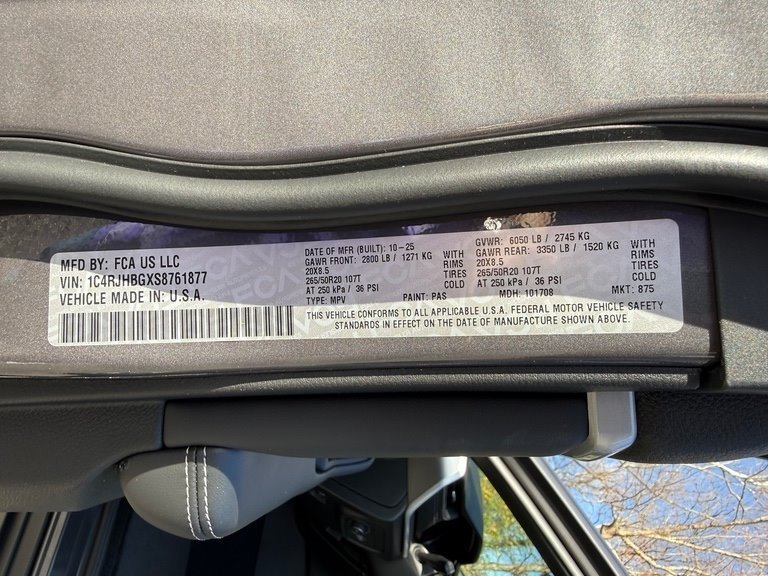 MFD BY: FCA US LLC
VIN: 1C4RJHBGXS8761877
VEHICLE MADE IN U.S.A.
DATE OF MFR (BUILT): 10-25
GAWR FRONT: 2800 LB / 1271 KG WITH
20X8.5 RIMS
265/50R20 107T TIRES
AT 250 kPa / 36 PSI COLD
TYPE: MPV PAINT: PAS
GVWR: 6050 LB / 2745 KG
GAWR REAR: 3350 LB / 1520 KG WITH
20X8.5 RIMS
265/50R20 107T TIRES
AT 250 kPa / 36 PSI COLD
MDH: 101708 MKT: 875
THIS VEHICLE CONFORMS TO ALL APPLICABLE U.S.A. FEDERAL MOTOR VEHICLE SAFETY
STANDARDS IN EFFECT ON THE DATE OF MANUFACTURE SHOWN ABOVE.